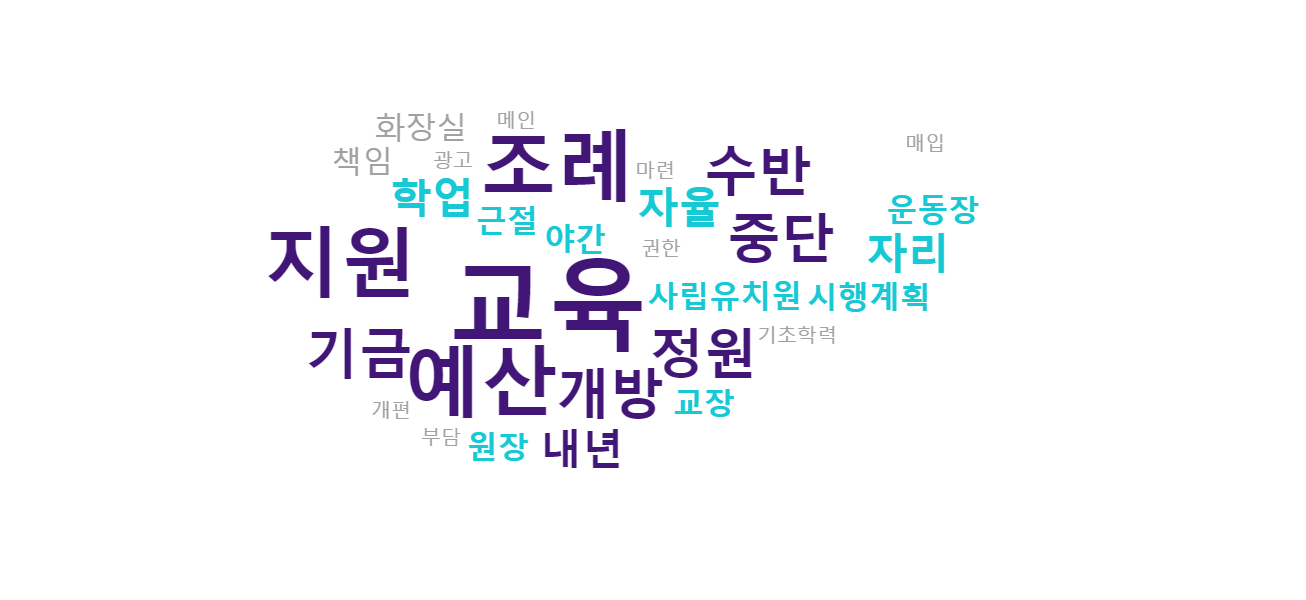 메인
화장실
매입
책임
광고
조례
마련
수반
학업
근절
자율
운동장
야간
중단
권한
자리
지원
교육
사립유치원
시행계획
기금
예산
정원
기초학력
개방
교장
개편
부담
원장
내년